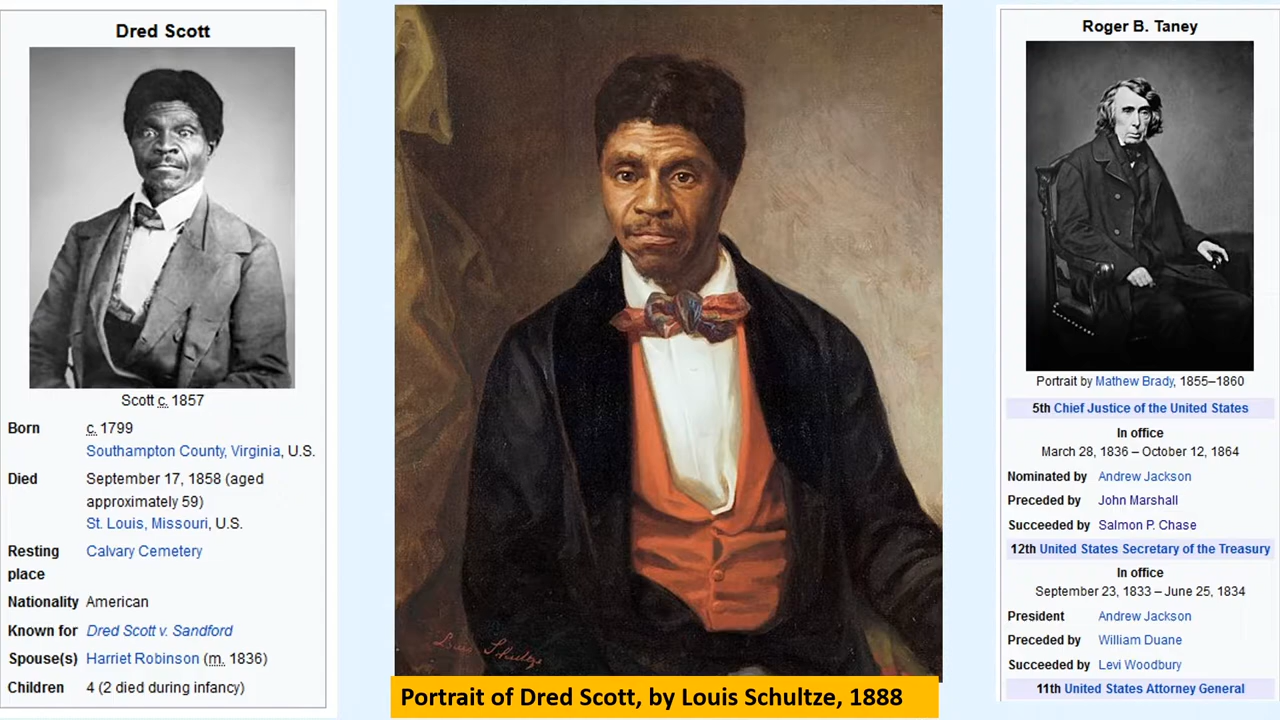 Dred Scott
Scott c. 1857
Born c. 1799
Southampton County, Virginia, U.S.
Died September 17, 1858 (aged
approximately 59)
St. Louis, Missouri, U.S.
Resting Calvary Cemetery
place
Nationality American
Known for Dred Scott v. Sandford
Spouse(s) Harriet Robinson (m. 1836)
Children 4 (2 died during infancy)
Louis Schultze
Portrait of Dred Scott, by Louis Schultze, 1888
Roger B. Taney
Portrait by Mathew Brady, 1855–1860
5th Chief Justice of the United States
In office
March 28, 1836 – October 12, 1864
Nominated by Andrew Jackson
Preceded by John Marshall
Succeeded by Salmon P. Chase
12th United States Secretary of the Treasury
In office
September 23, 1833 – June 25, 1834
President Andrew Jackson
Preceded by William Duane
Succeeded by Levi Woodbury
11th United States Attorney General